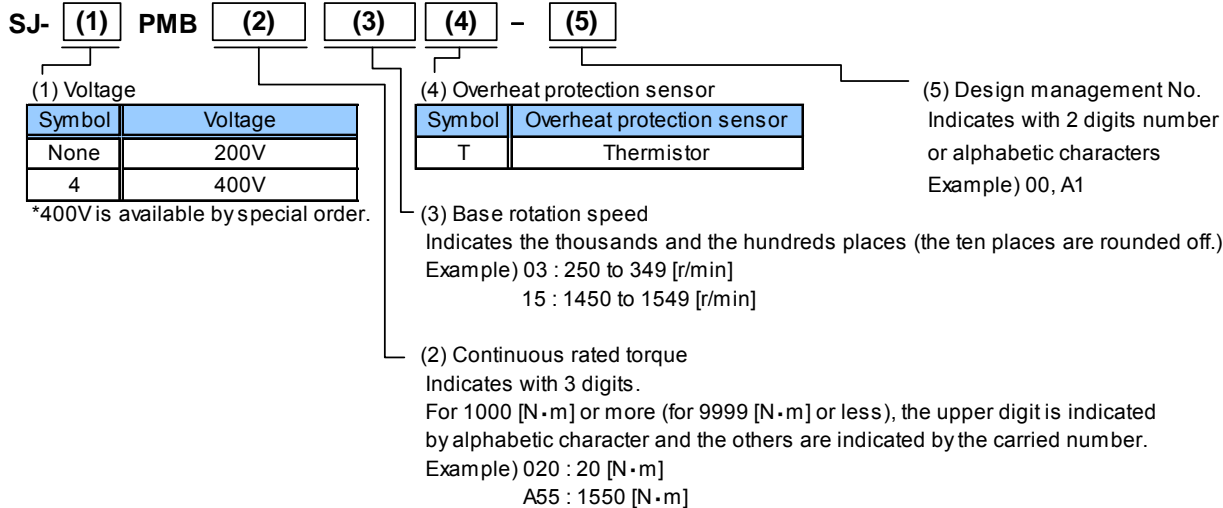 SJ- (1) PMB (2) (3) (4) – (5)
(1) Voltage
Symbol Voltage
None 200V
4 400V
*400V is available by special order.
(4) Overheat protection sensor
Symbol Overheat protection sensor
T Thermistor
(5) Design management No.
Indicates with 2 digits number
or alphabetic characters
Example) 00, A1
(3) Base rotation speed
Indicates the thousands and the hundreds places (the ten places are rounded off.)
Example) 03 : 250 to 349 [r/min]
15 : 1450 to 1549 [r/min]
(2) Continuous rated torque
Indicates with 3 digits.
For 1000 [N·m] or more (for 9999 [N·m] or less), the upper digit is indicated
by alphabetic character and the others are indicated by the carried number.
Example) 020 : 20 [N·m]
A55 : 1550 [N·m]